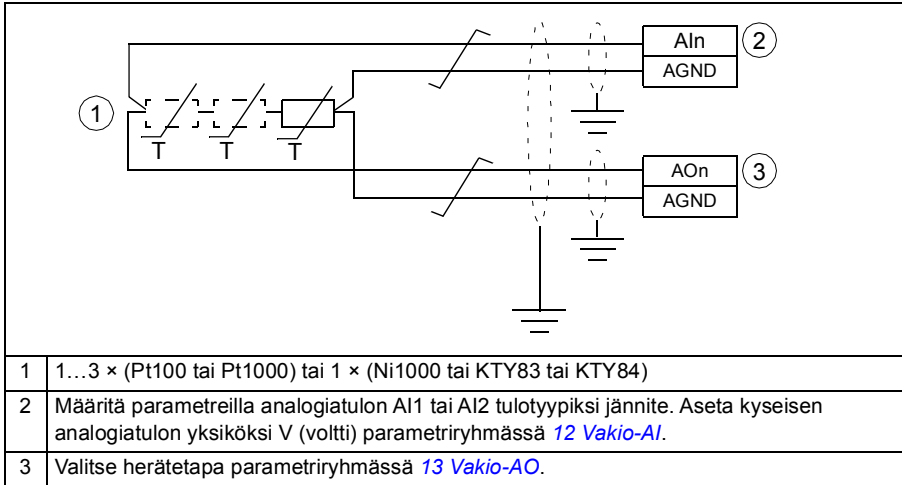 AIn 2
AGND
1
T T T
AOn 3
AGND
1 1…3 × (Pt100 tai Pt1000) tai 1 × (Ni1000 tai KTY83 tai KTY84)
2 Määritä parametreilla analogiatulon AI1 tai AI2 tulotyypiksi jännite. Aseta kyseisen
analogiatulon yksiköksi V (voltti) parametriryhmässä 12 Vakio-AI.
3 Valitse herätetapa parametriryhmässä 13 Vakio-AO.